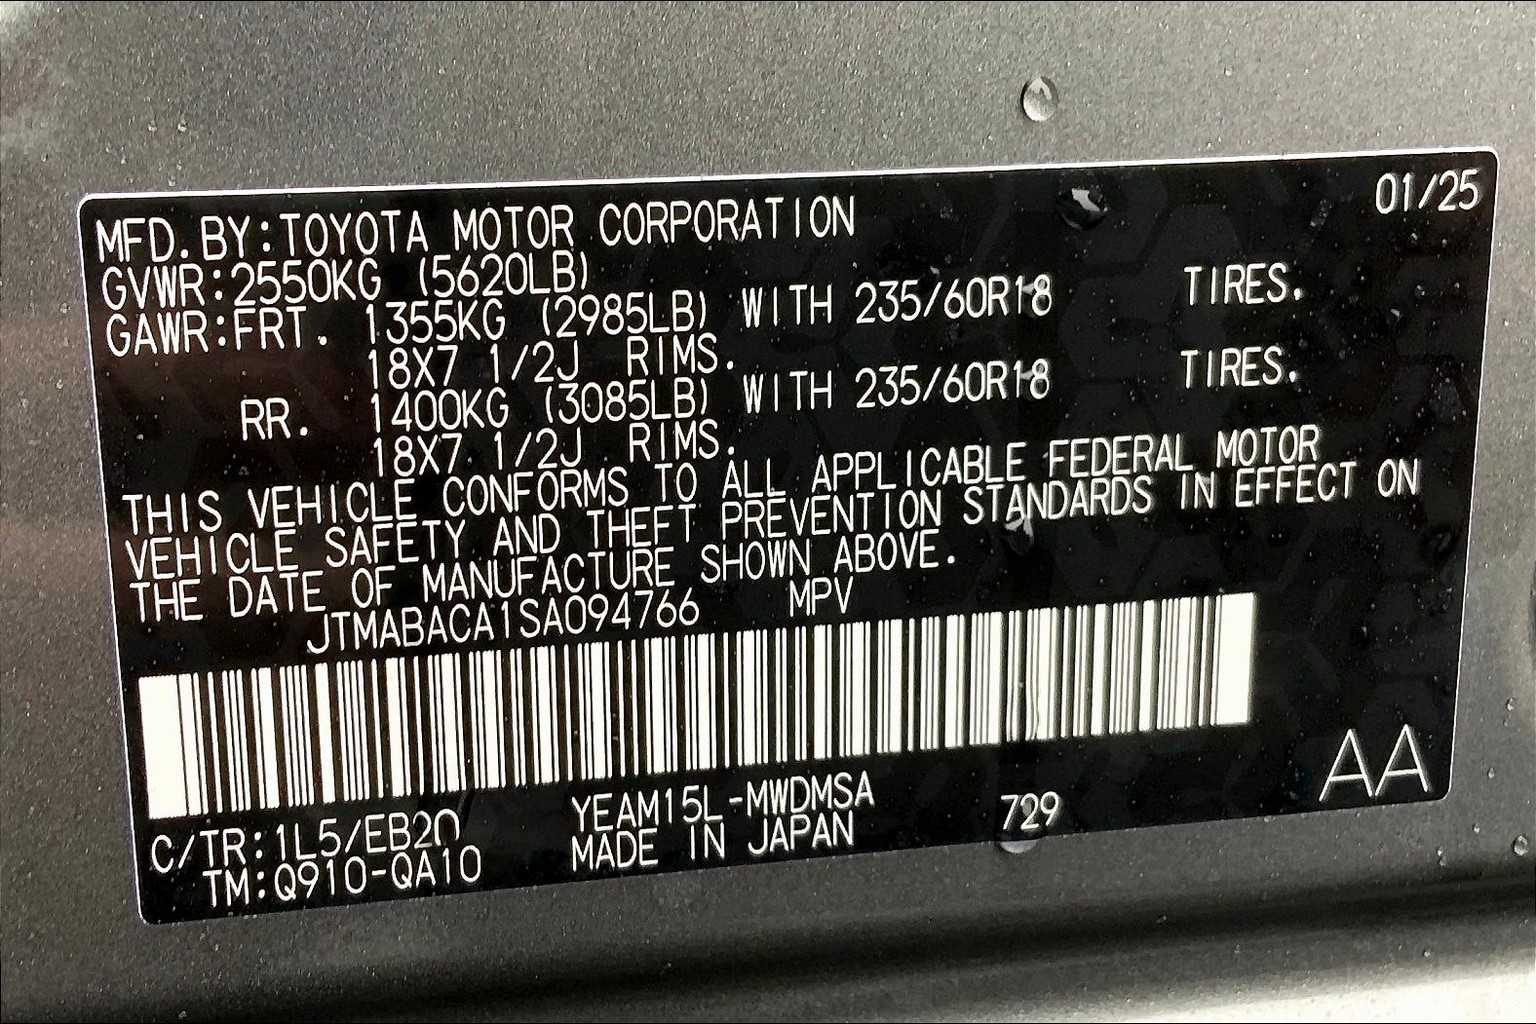 01/25
MFD.BY:TOYOTA MOTOR CORPORATION
GVWR:2550KG (5620LB)
GAWR:FRT. 1355KG (2985LB) WITH 235/60R18 TIRES.
18X7 1/2J RIMS.
RR. 1400KG (3085LB) WITH 235/60R18 TIRES.
18X7 1/2J RIMS.
THIS VEHICLE CONFORMS TO ALL APPLICABLE FEDERAL MOTOR
VEHICLE SAFETY AND THEFT PREVENTION STANDARDS IN EFFECT ON
THE DATE OF MANUFACTURE SHOWN ABOVE.
JTMABACA1SA094766 MPV
AA
C/TR:1L5/EB20 YEAM15L-MWDMSA 729
TM:Q910-QA10 MADE IN JAPAN